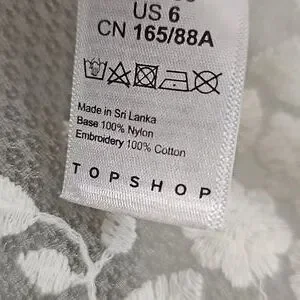 US 6
CN 165/88A
Made in Sri Lanka
Base 100% Nylon
Embroidery 100% Cotton
TOPSHOP